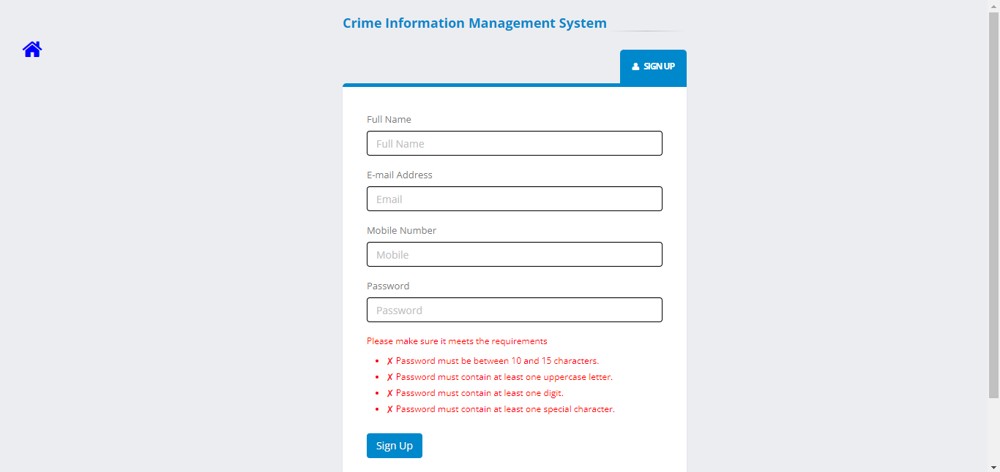 Crime Information Management System
SIGN UP
Full Name
Full Name
E-mail Address
Email
Mobile Number
Mobile
Password
Password
Please make sure it meets the requirements
• ✗ Password must be between 10 and 15 characters.
• ✗ Password must contain at least one uppercase letter.
• ✗ Password must contain at least one digit.
• ✗ Password must contain at least one special character.
Sign Up